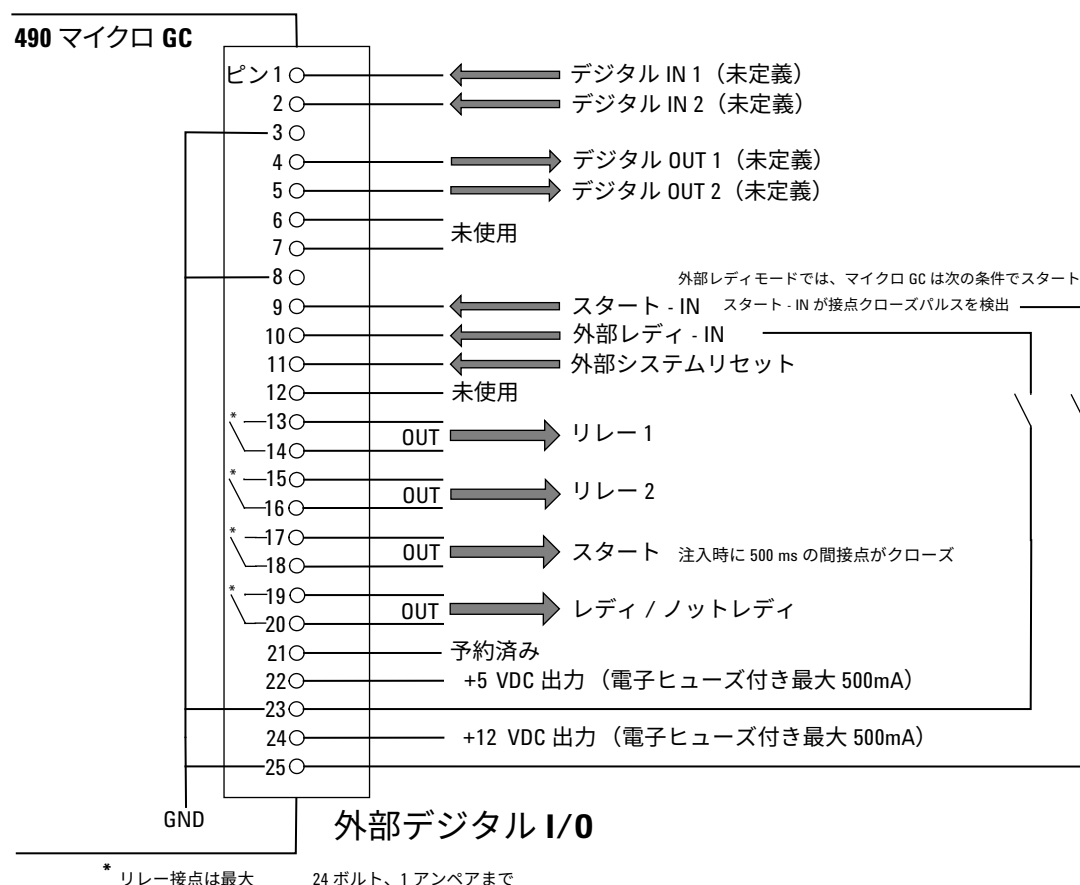 490 マイクロ GC
ピン1 デジタル IN 1（未定義）
2 デジタル IN 2（未定義）
3
4 デジタル OUT 1（未定義）
5 デジタル OUT 2（未定義）
6
未使用
7
8
外部レディモードでは、マイクロ GC は次の条件でスタート
9 スタート - IN スタート - IN が接点クローズパルスを検出
10 外部レディ - IN
11 外部システムリセット
12 未使用
* 13
OUT リレー 1
14
* 15
OUT リレー 2
16
* 17
OUT スタート 注入時に 500 ms の間接点がクローズ
18
* 19
OUT レディ / ノットレディ
20
21 予約済み
22 +5 VDC 出力（電子ヒューズ付き最大 500mA）
23
24 +12 VDC 出力（電子ヒューズ付き最大 500mA）
25
GND
外部デジタル I/O
* リレー接点は最大 24 ボルト、1 アンペアまで